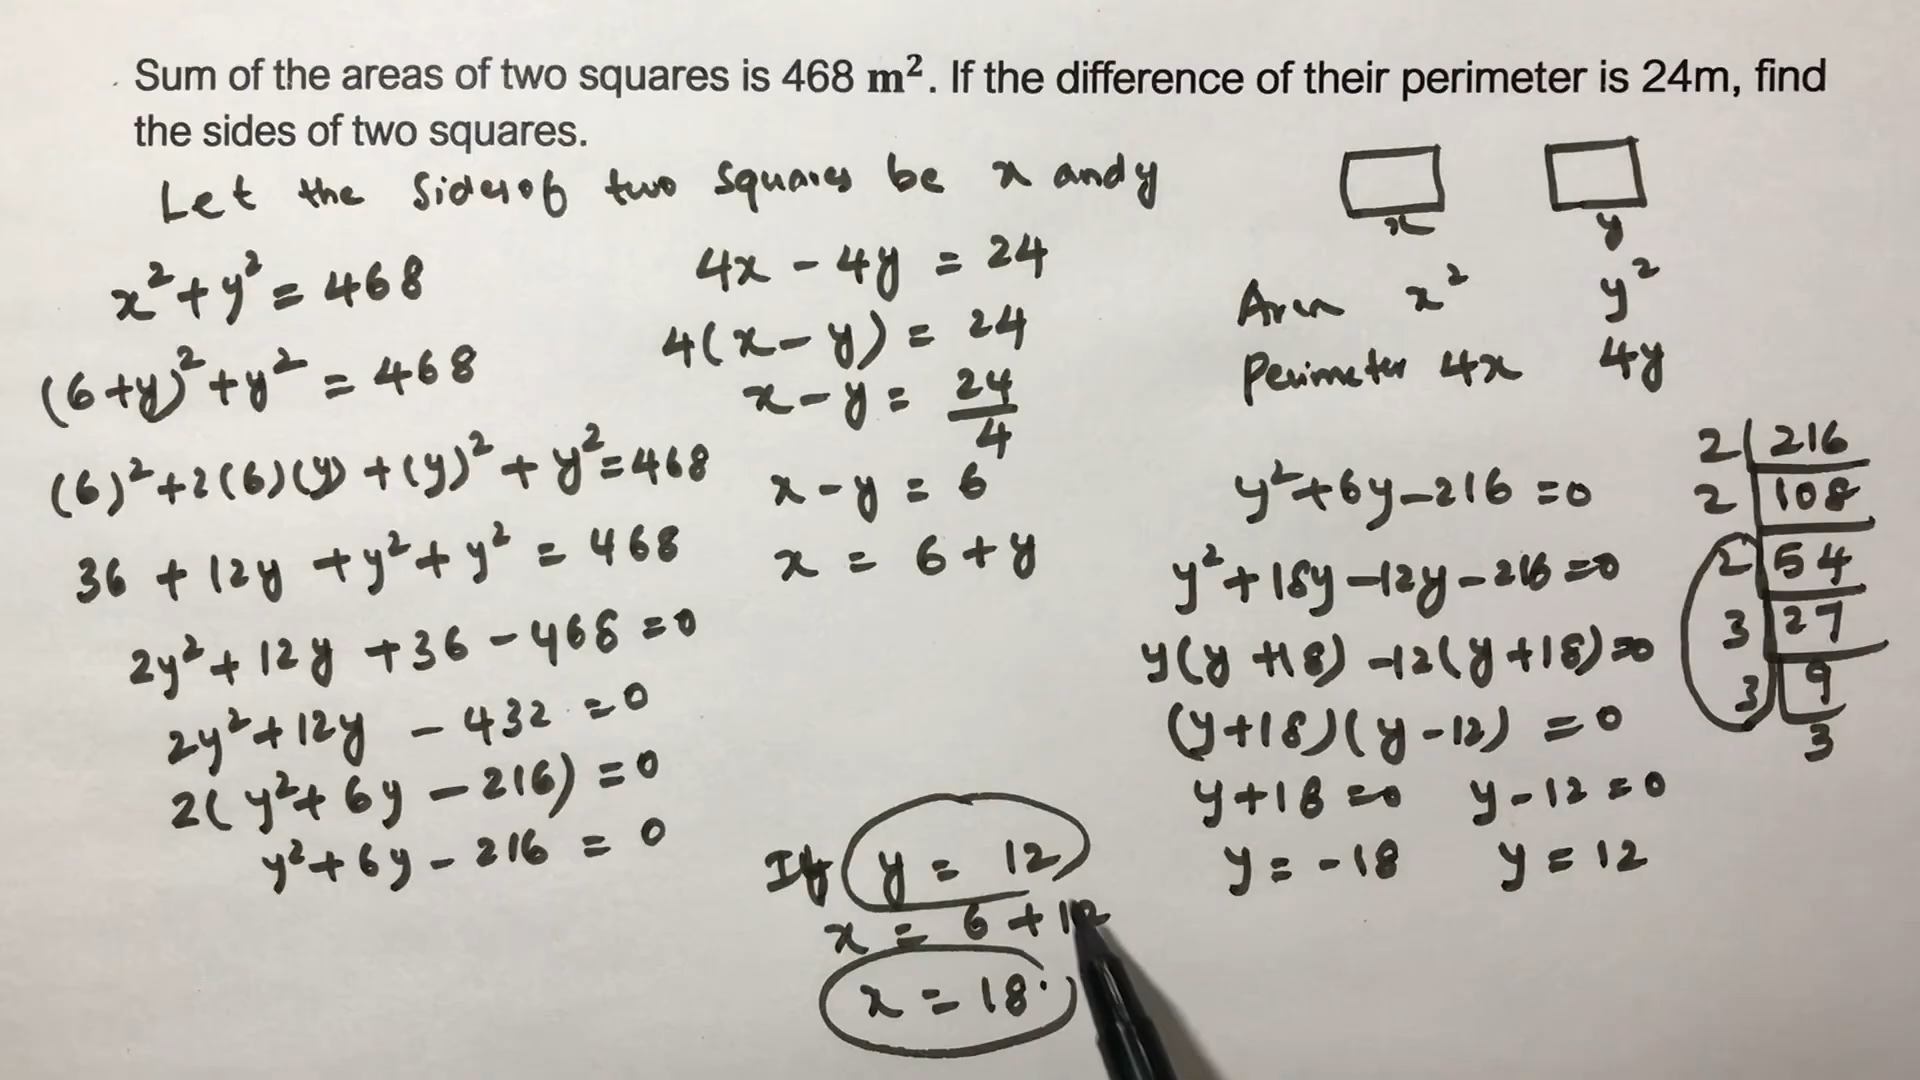 Sum of the areas of two squares is 468 m². If the difference of their perimeter is 24m, find
the sides of two squares.
Let the sides of two squares be x and y
x² + y² = 468
(6+y)² + y² = 468
(6)² + 2(6)(y) + (y)² + y² = 468
36 + 12y + y² + y² = 468
2y² + 12y + 36 - 468 = 0
2y² + 12y - 432 = 0
2(y² + 6y - 216) = 0
y² + 6y - 216 = 0
4x - 4y = 24
4(x - y) = 24
x - y = 24/4
x - y = 6
x = 6 + y
If y = 12
x = 6 + 12
x = 18.
x y
Area x² y²
Perimeter 4x 4y
y² + 6y - 216 = 0
y² + 18y - 12y - 216 = 0
y(y + 18) - 12(y + 18) = 0
(y + 18)(y - 12) = 0
y + 18 = 0 y - 12 = 0
y = -18 y = 12
2 | 216
2 | 108
2 | 54
3 | 27
3 | 9
3